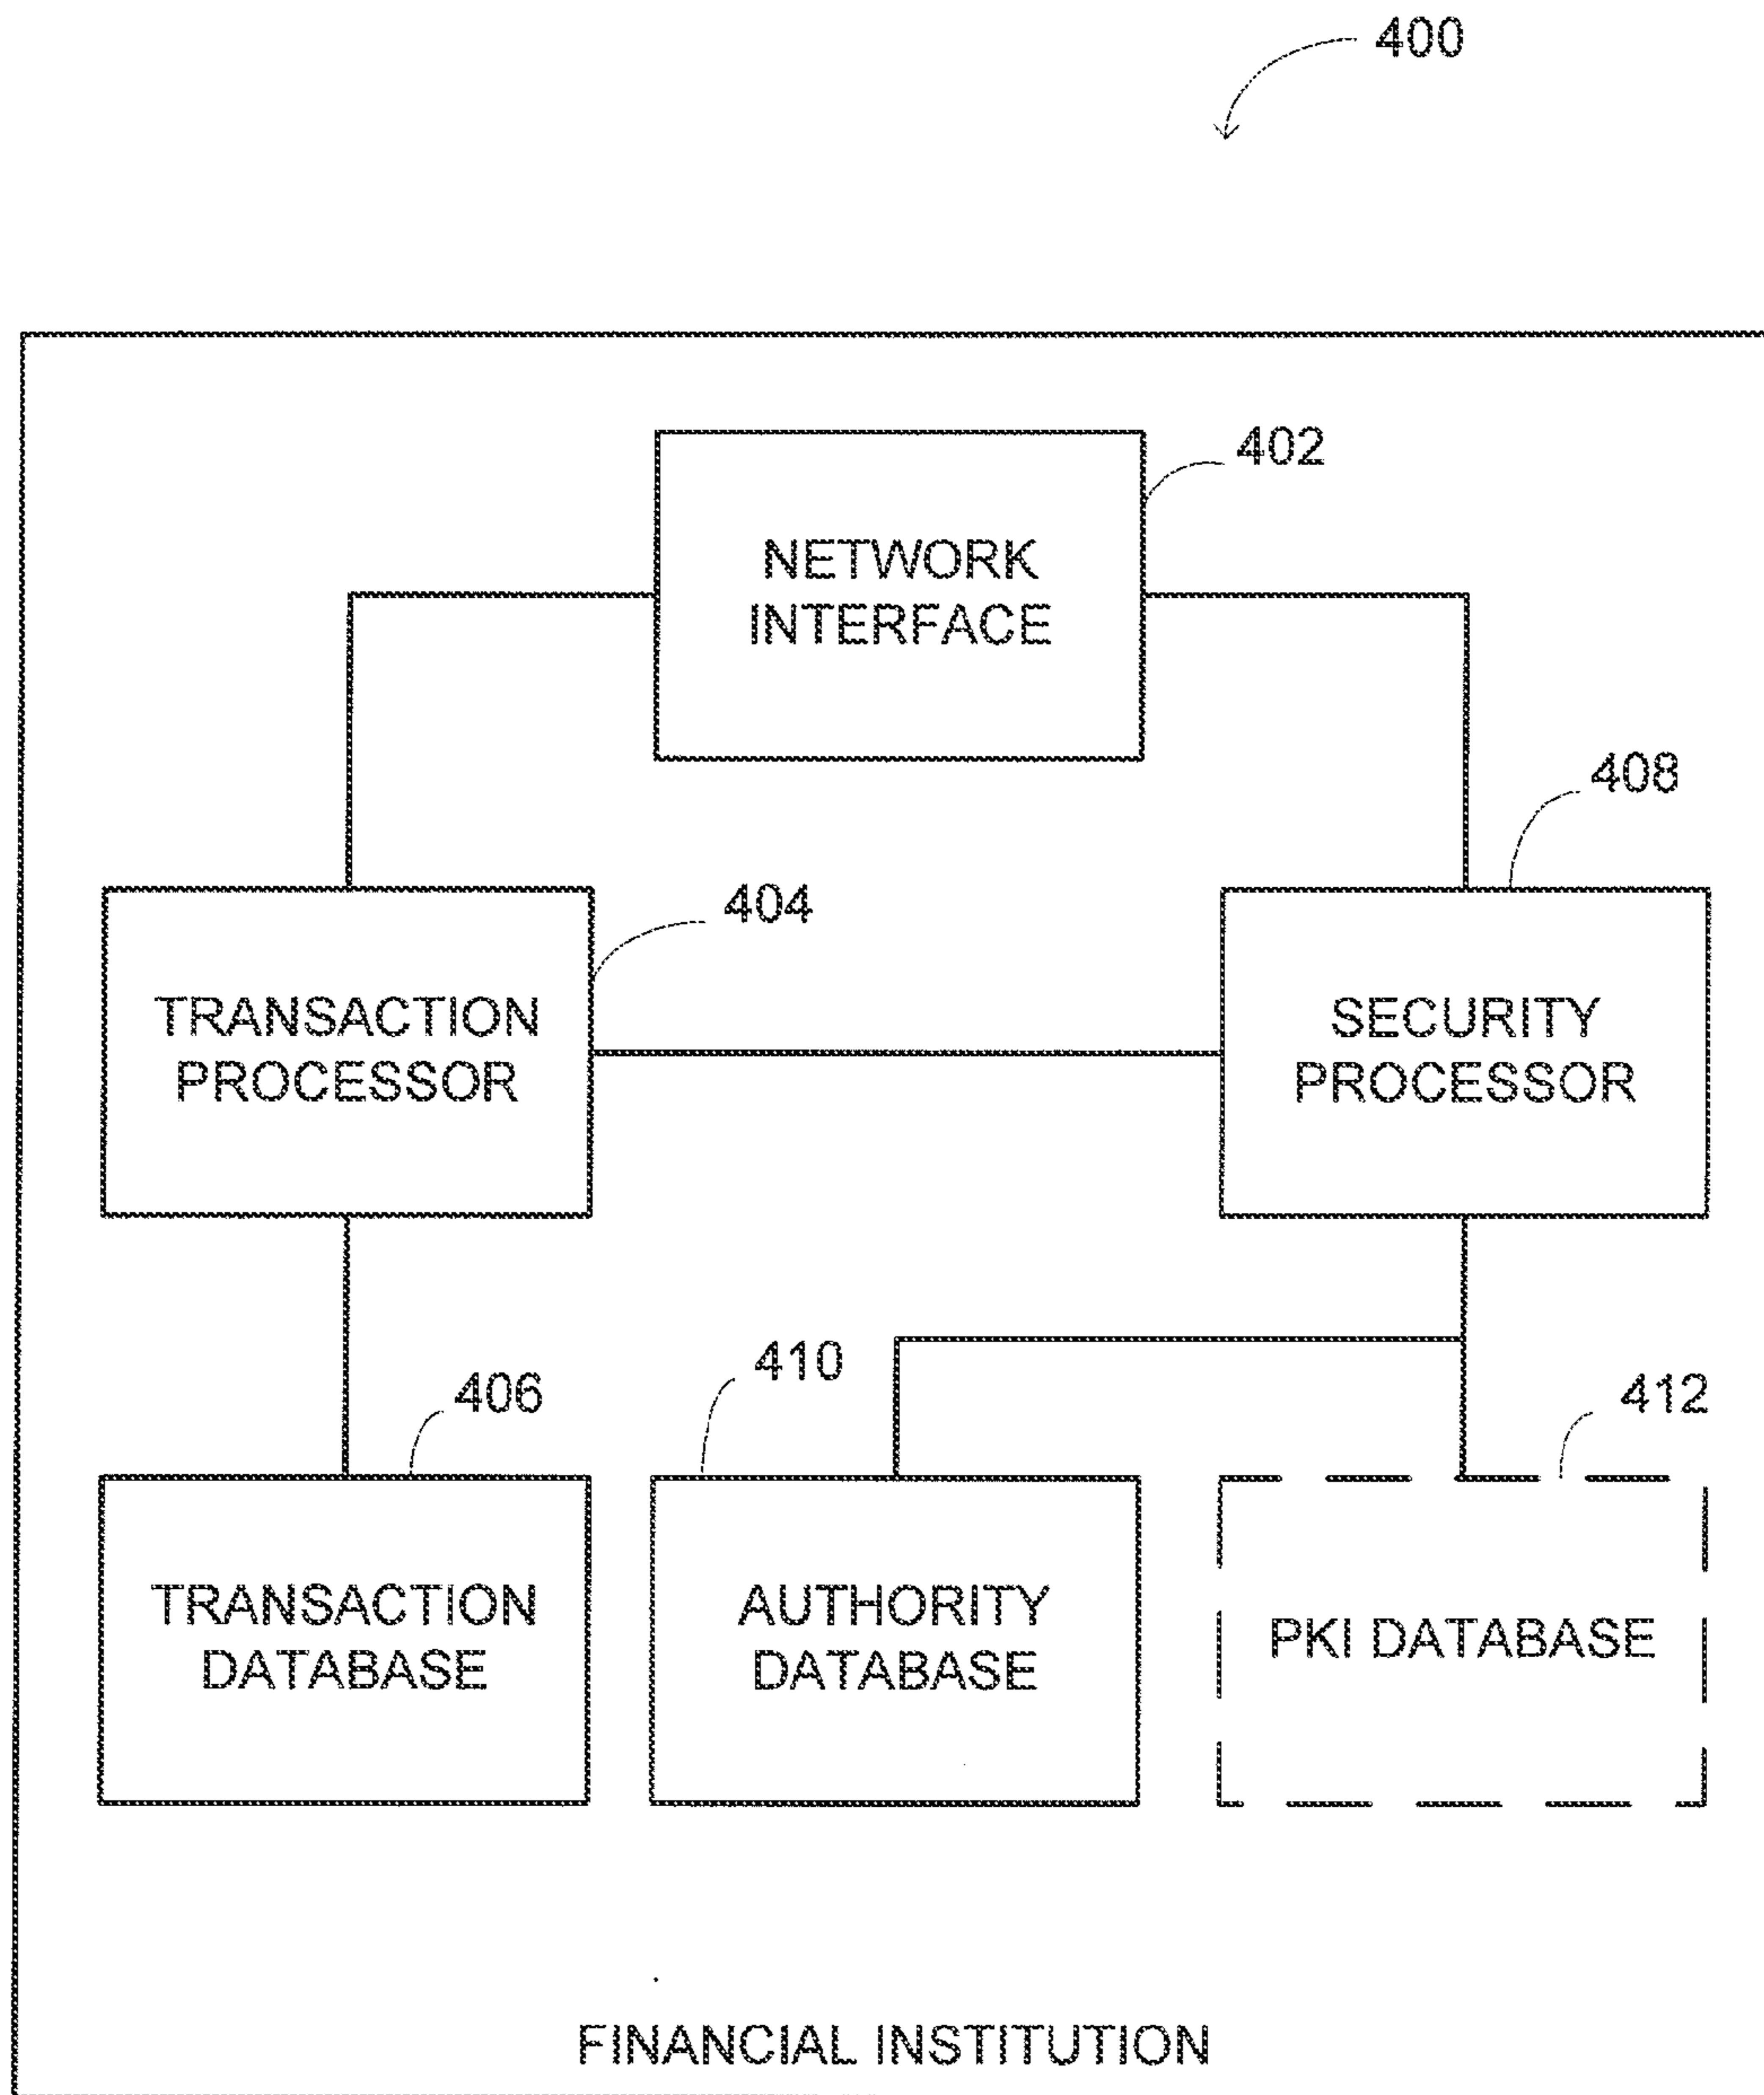 400
402
NETWORK
INTERFACE
408
404
TRANSACTION
PROCESSOR
SECURITY
PROCESSOR
406
410
412
TRANSACTION
DATABASE
AUTHORITY
DATABASE
PKI DATABASE
FINANCIAL INSTITUTION